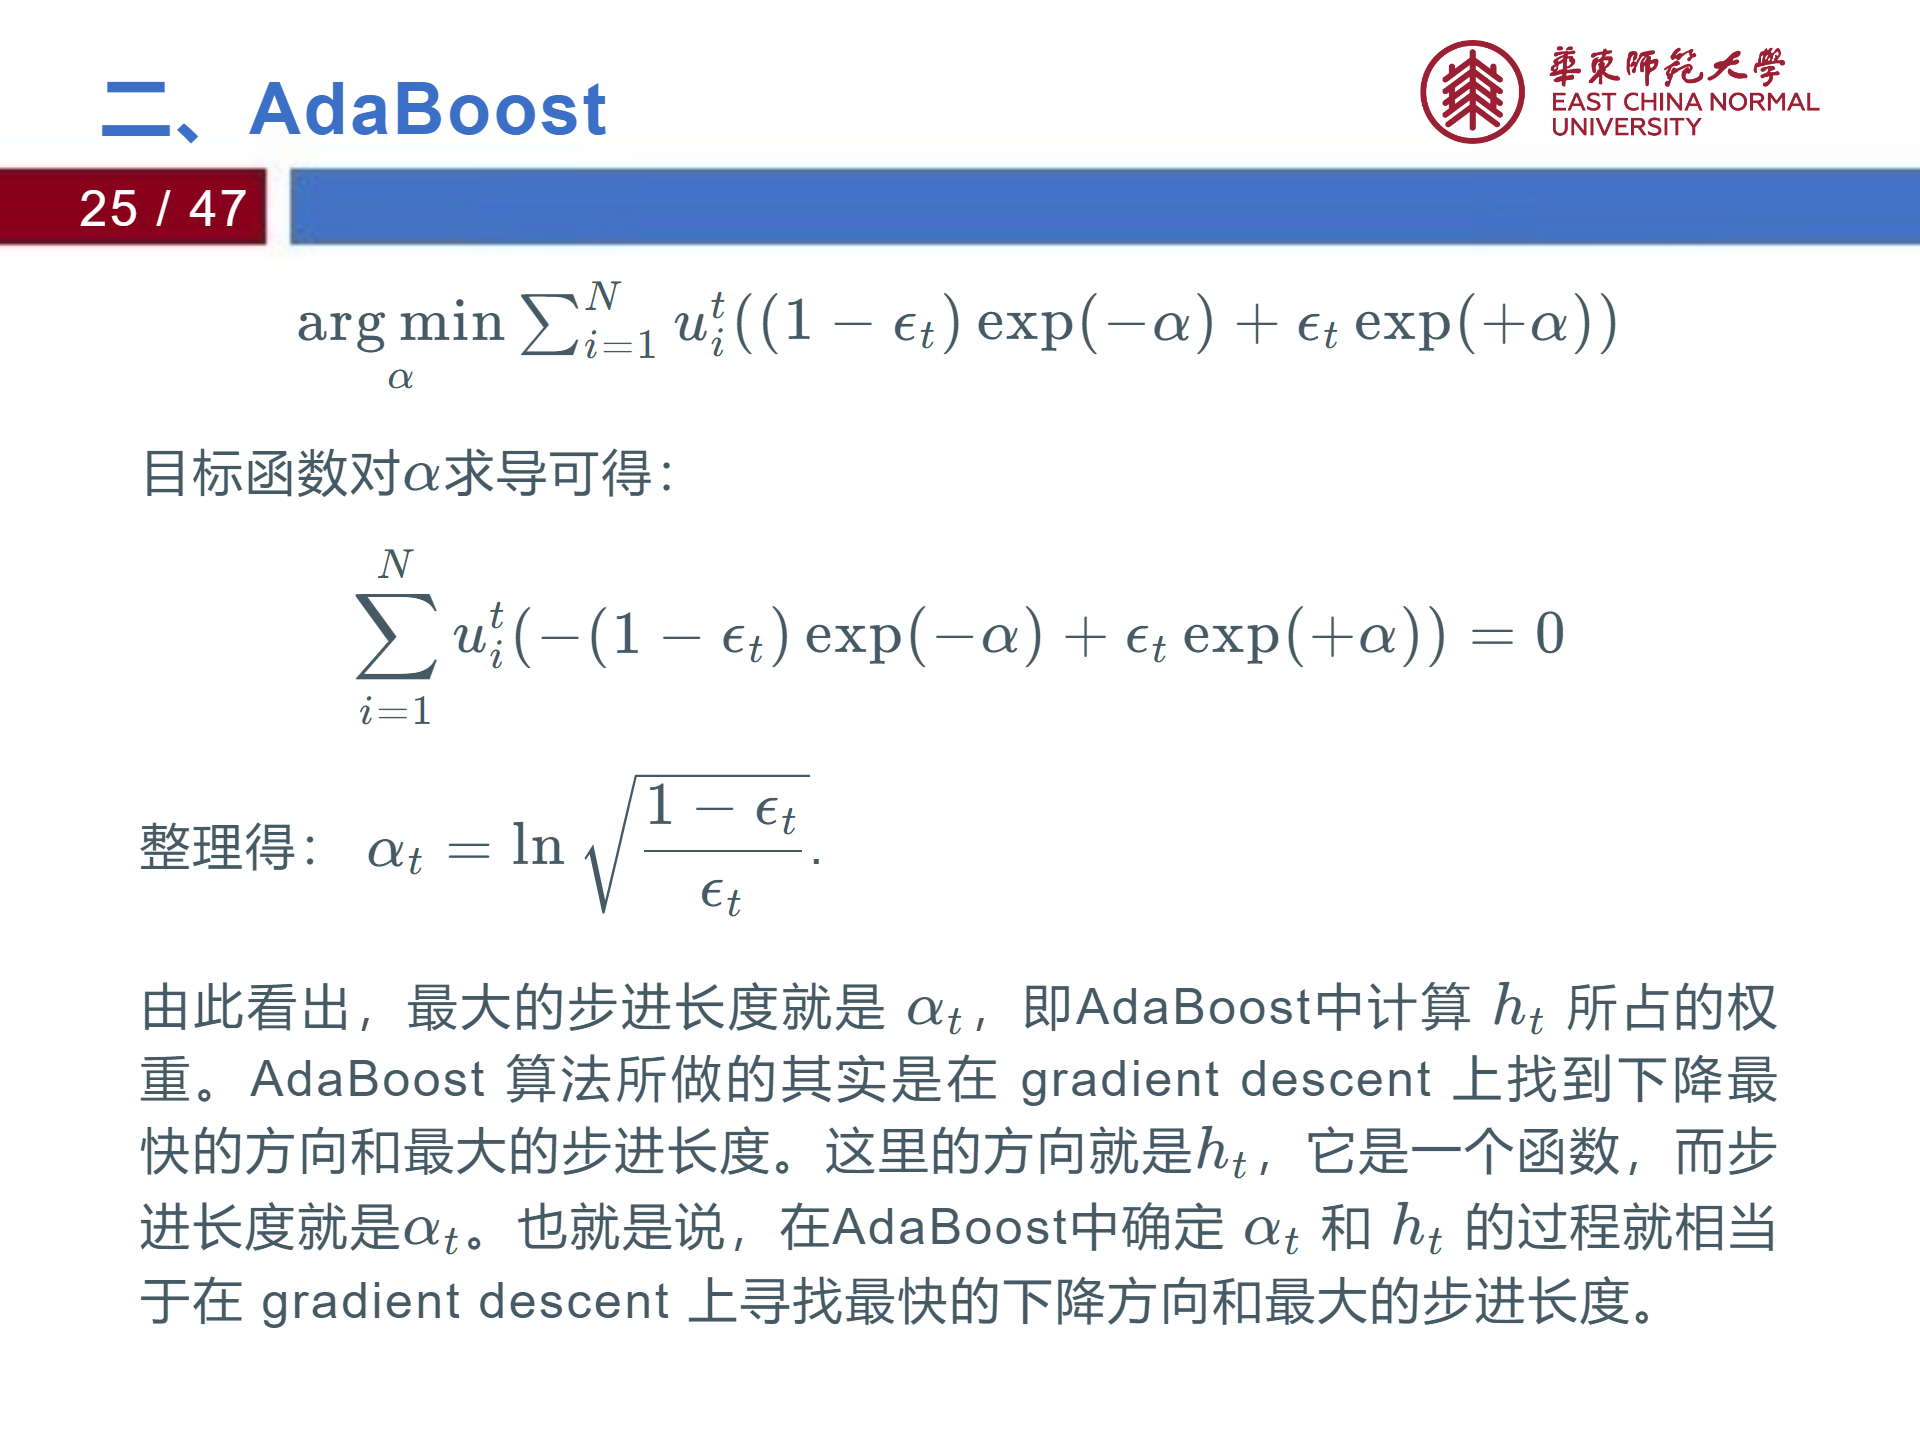 二、AdaBoost
華東師範大學
EAST CHINA NORMAL
UNIVERSITY
25 / 47
arg min_α ∑_{i=1}^{N} u_i^t((1 − ϵ_t) exp(−α) + ϵ_t exp(+α))
目标函数对α求导可得：
∑_{i=1}^{N} u_i^t(−(1 − ϵ_t) exp(−α) + ϵ_t exp(+α)) = 0
整理得： α_t = ln √((1 − ϵ_t)/ϵ_t).
由此看出，最大的步进长度就是 α_t，即AdaBoost中计算 h_t 所占的权
重。AdaBoost 算法所做的其实是在 gradient descent 上找到下降最
快的方向和最大的步进长度。这里的方向就是h_t，它是一个函数，而步
进长度就是α_t。也就是说，在AdaBoost中确定 α_t 和 h_t 的过程就相当
于在 gradient descent 上寻找最快的下降方向和最大的步进长度。